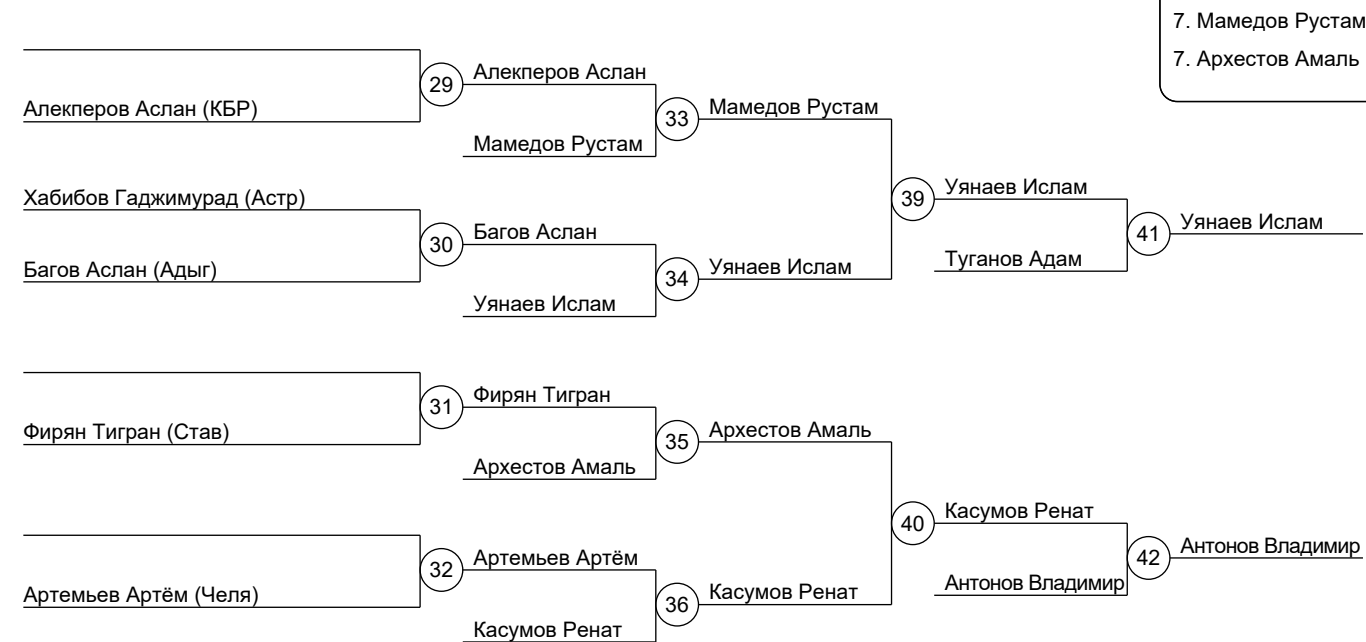 7. Мамедов Рустам
7. Архестов Амаль
29
Алекперов Аслан
Алекперов Аслан (КБР)
33
Мамедов Рустам
Мамедов Рустам
Хабибов Гаджимурад (Астр)
39
Уянаев Ислам
30
Багов Аслан
41
Уянаев Ислам
Багов Аслан (Адыг)
34
Уянаев Ислам
Туганов Адам
Уянаев Ислам
31
Фирян Тигран
Фирян Тигран (Став)
35
Архестов Амаль
Архестов Амаль
40
Касумов Ренат
32
Артемьев Артём
42
Антонов Владимир
Артемьев Артём (Челя)
36
Касумов Ренат
Антонов Владимир
Касумов Ренат